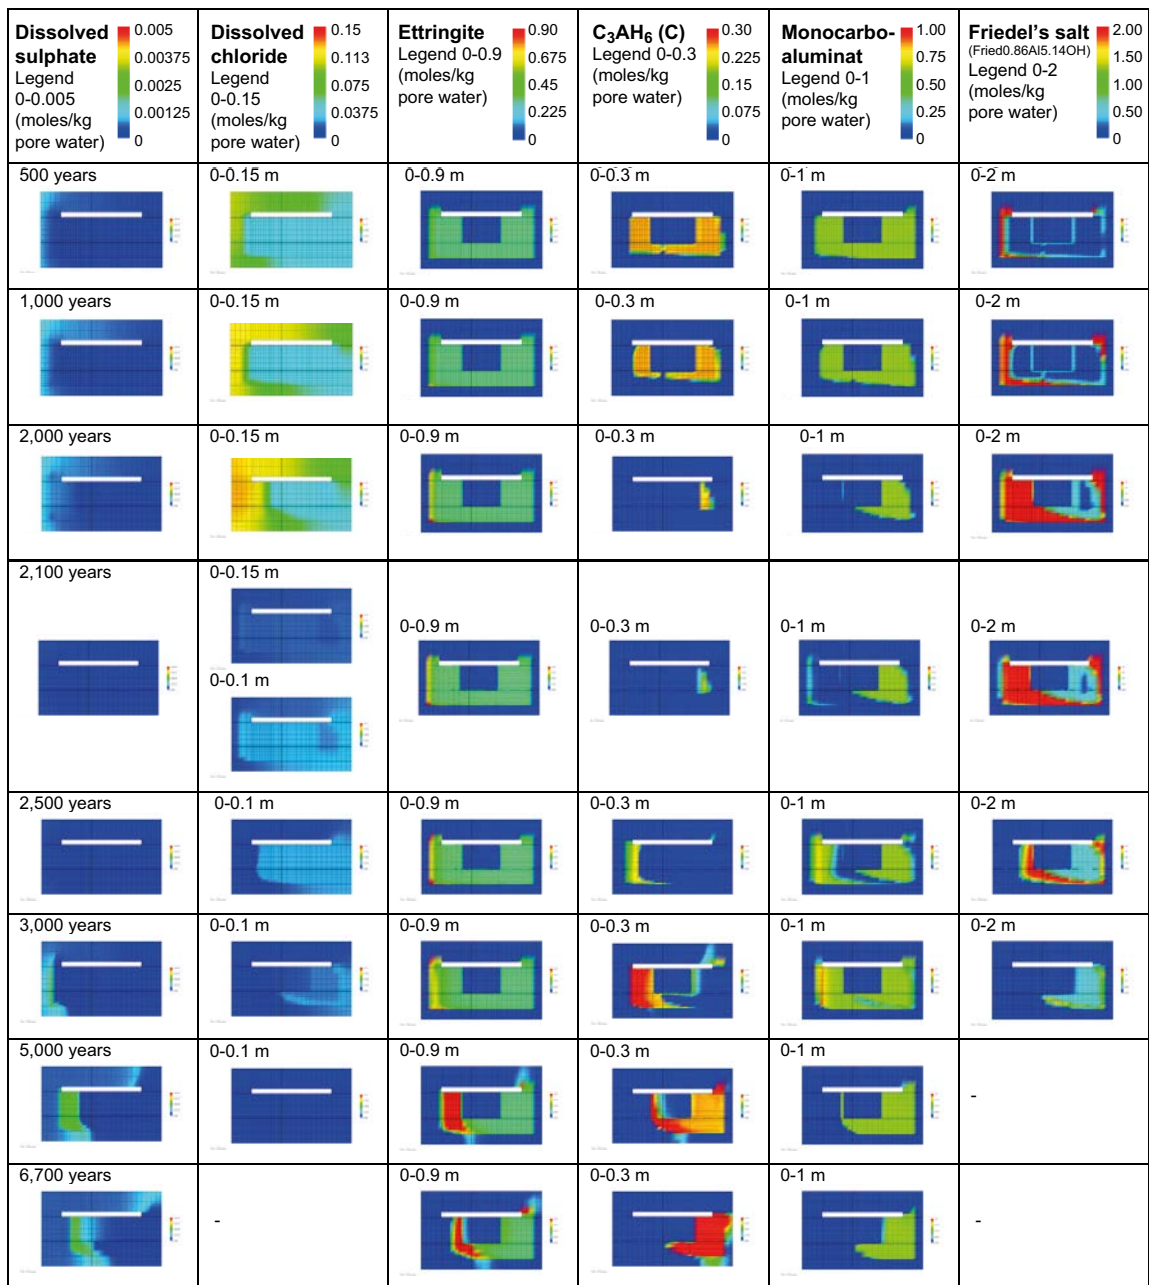 Dissolved
sulphate
Legend
0-0.005
(moles/kg
pore water)
0.005
0.00375
0.0025
0.00125
0
Dissolved
chloride
Legend
0-0.15
(moles/kg
pore water)
0.15
0.113
0.075
0.0375
0
Ettringite
Legend 0-0.9
(moles/kg
pore water)
0.90
0.675
0.45
0.225
0
C₃AH₆ (C)
Legend 0-0.3
(moles/kg
pore water)
0.30
0.225
0.15
0.075
0
Monocarbo-
aluminat
Legend 0-1
(moles/kg
pore water)
1.00
0.75
0.50
0.25
0
Friedel's salt
(Fried0.86Al5.14OH)
Legend 0-2
(moles/kg
pore water)
2.00
1.50
1.00
0.50
0
500 years
0-0.15 m
0-0.9 m
0-0.3 m
0-1 m
0-2 m
1,000 years
0-0.15 m
0-0.9 m
0-0.3 m
0-1 m
0-2 m
2,000 years
0-0.15 m
0-0.9 m
0-0.3 m
0-1 m
0-2 m
2,100 years
0-0.15 m
0-0.1 m
0-0.9 m
0-0.3 m
0-1 m
0-2 m
2,500 years
0-0.1 m
0-0.9 m
0-0.3 m
0-1 m
0-2 m
3,000 years
0-0.1 m
0-0.9 m
0-0.3 m
0-1 m
0-2 m
5,000 years
0-0.1 m
0-0.9 m
0-0.3 m
0-1 m
-
6,700 years
-
0-0.9 m
0-0.3 m
0-1 m
-